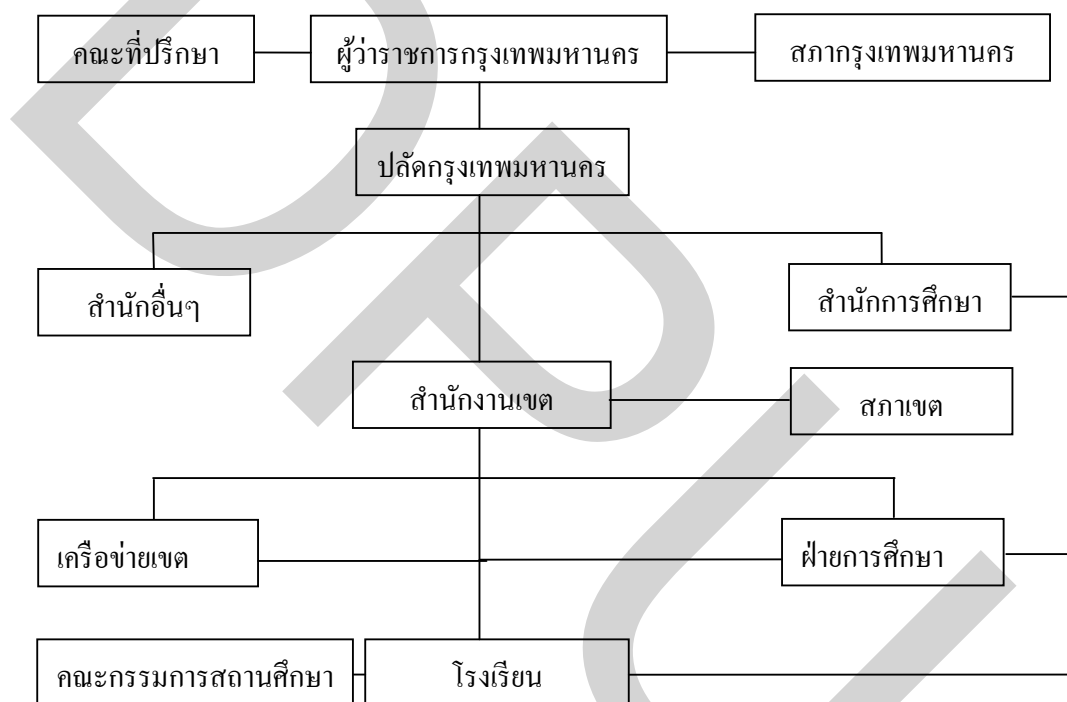 คณะที่ปรึกษา
ผู้ว่าราชการกรุงเทพมหานคร
สภากรุงเทพมหานคร
ปลัดกรุงเทพมหานคร
สำนักอื่นๆ
สำนักการศึกษา
สำนักงานเขต
สภาเขต
เครือข่ายเขต
ฝ่ายการศึกษา
คณะกรรมการสถานศึกษา
โรงเรียน
DPU